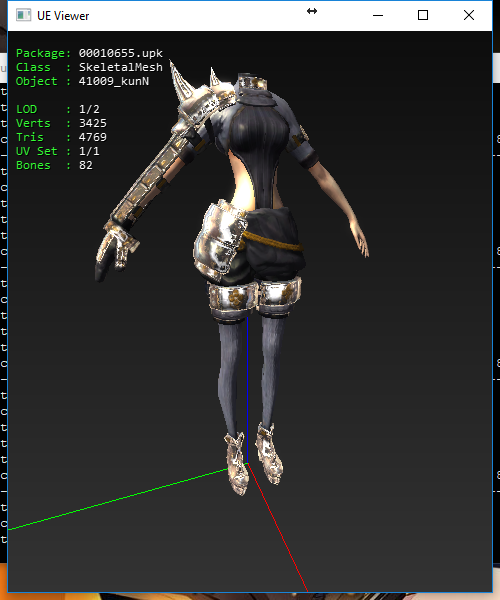 UE Viewer
Package: 00010655.upk
Class : SkeletalMesh
Object : 41009_kunN
LOD : 1/2
Verts : 3425
Tris : 4769
UV Set : 1/1
Bones : 82